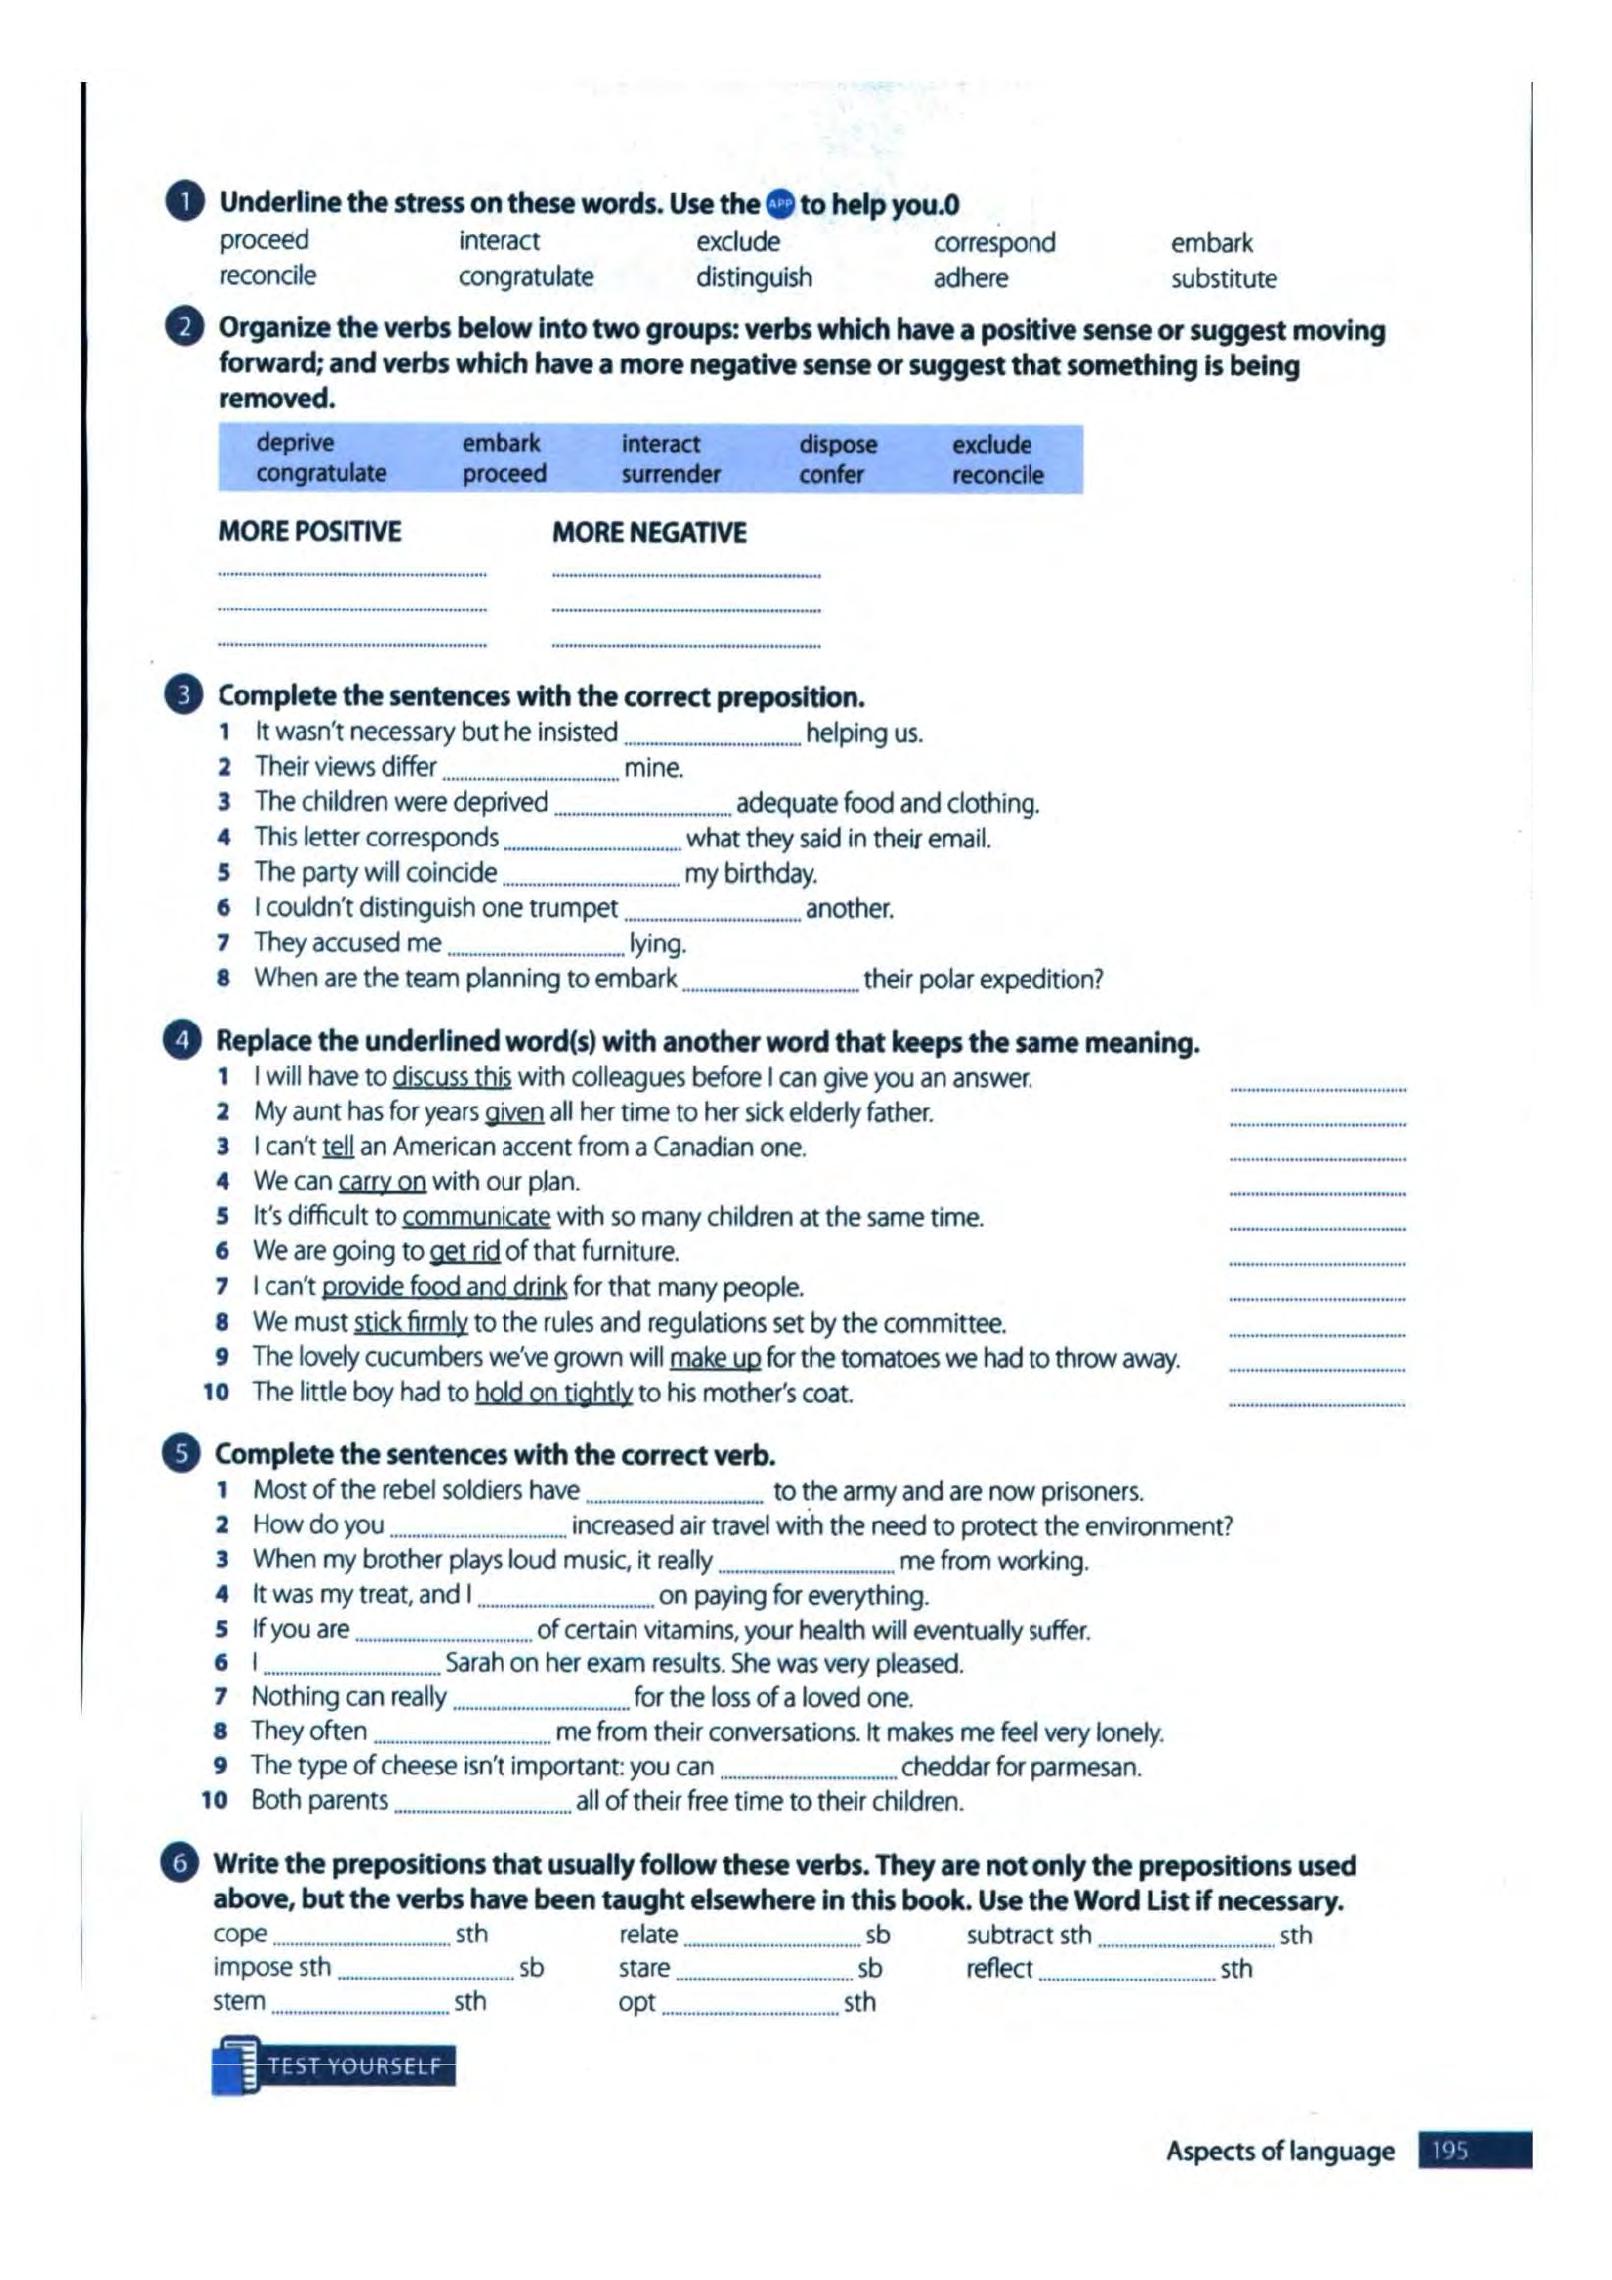 1 Underline the stress on these words. Use the APP to help you.0
proceed interact exclude correspond embark
reconcile congratulate distinguish adhere substitute
2 Organize the verbs below into two groups: verbs which have a positive sense or suggest moving
forward; and verbs which have a more negative sense or suggest that something is being
removed.
deprive embark interact dispose exclude
congratulate proceed surrender confer reconcile
MORE POSITIVE MORE NEGATIVE
3 Complete the sentences with the correct preposition.
1 It wasn't necessary but he insisted ........ helping us.
2 Their views differ ........ mine.
3 The children were deprived ........ adequate food and clothing.
4 This letter corresponds ........ what they said in their email.
5 The party will coincide ........ my birthday.
6 I couldn't distinguish one trumpet ........ another.
7 They accused me ........ lying.
8 When are the team planning to embark ........ their polar expedition?
4 Replace the underlined word(s) with another word that keeps the same meaning.
1 I will have to discuss this with colleagues before I can give you an answer. ........
2 My aunt has for years given all her time to her sick elderly father. ........
3 I can't tell an American accent from a Canadian one. ........
4 We can carry on with our plan. ........
5 It's difficult to communicate with so many children at the same time. ........
6 We are going to get rid of that furniture. ........
7 I can't provide food and drink for that many people. ........
8 We must stick firmly to the rules and regulations set by the committee. ........
9 The lovely cucumbers we've grown will make up for the tomatoes we had to throw away. ........
10 The little boy had to hold on tightly to his mother's coat. ........
5 Complete the sentences with the correct verb.
1 Most of the rebel soldiers have ........ to the army and are now prisoners.
2 How do you ........ increased air travel with the need to protect the environment?
3 When my brother plays loud music, it really ........ me from working.
4 It was my treat, and I ........ on paying for everything.
5 If you are ........ of certain vitamins, your health will eventually suffer.
6 I ........ Sarah on her exam results. She was very pleased.
7 Nothing can really ........ for the loss of a loved one.
8 They often ........ me from their conversations. It makes me feel very lonely.
9 The type of cheese isn't important: you can ........ cheddar for parmesan.
10 Both parents ........ all of their free time to their children.
6 Write the prepositions that usually follow these verbs. They are not only the prepositions used
above, but the verbs have been taught elsewhere in this book. Use the Word List if necessary.
cope ........ sth relate ........ sb subtract sth ........ sth
impose sth ........ sb stare ........ sb reflect ........ sth
stem ........ sth opt ........ sth
TEST YOURSELF
Aspects of language 195